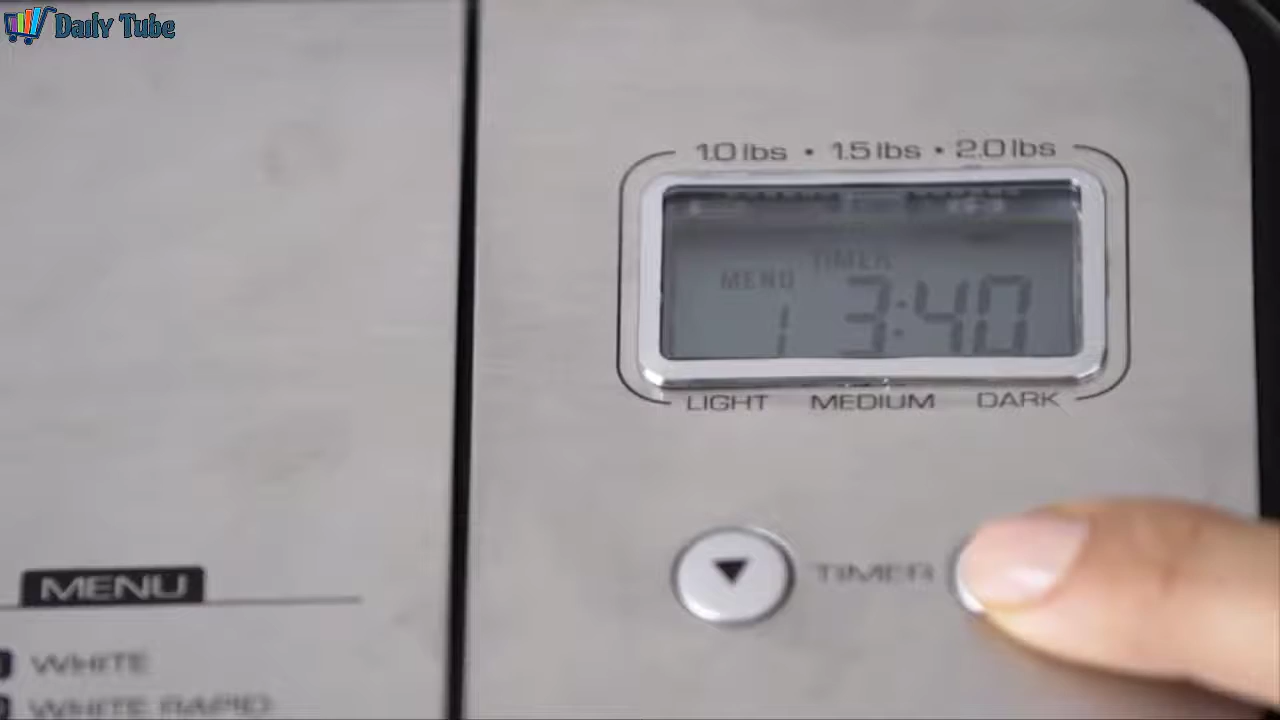 Daily Tube
1.0 lbs • 1.5 lbs • 2.0 lbs
TIMER
MENU
1 3:40
LIGHT MEDIUM DARK
TIMER
MENU
WHITE
WHITE RAPID